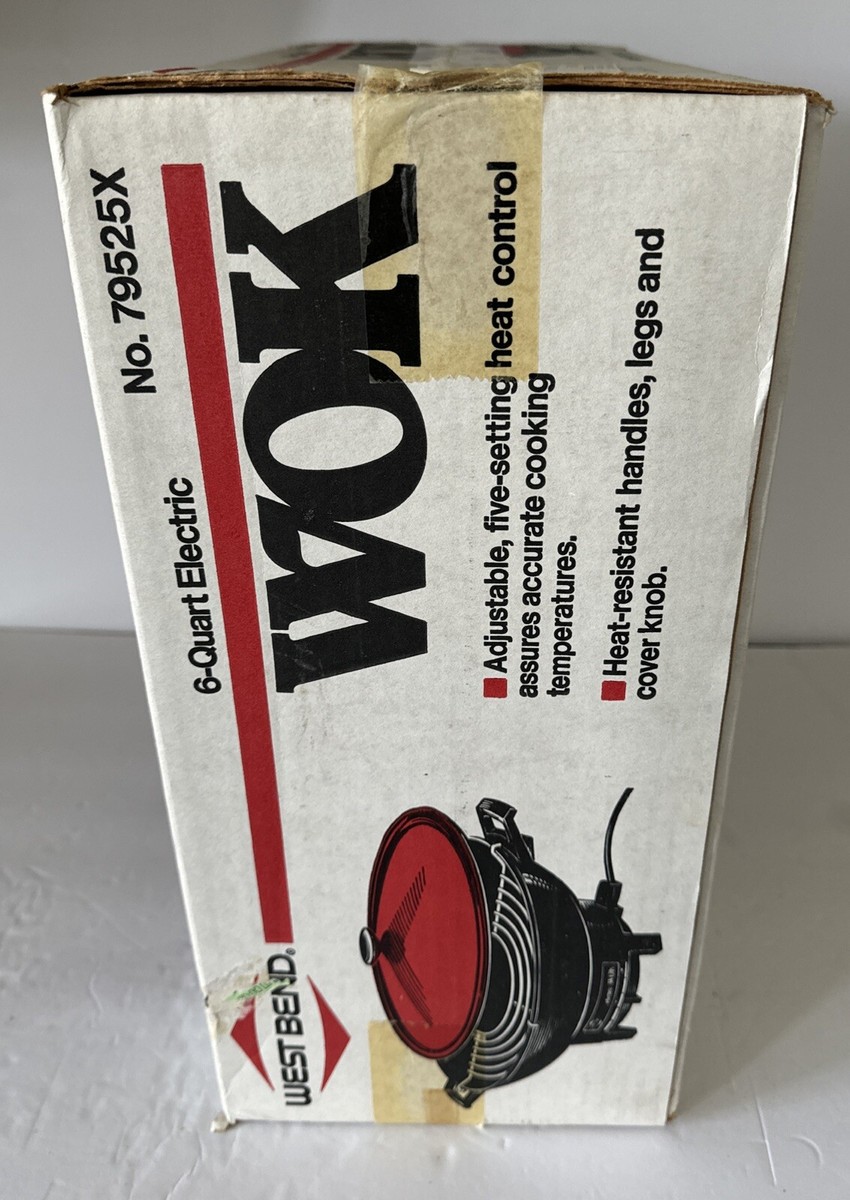 No. 79525X
6-Quart Electric
WOK
Adjustable, five-setting heat control
assures accurate cooking
temperatures.
Heat-resistant handles, legs and
cover knob.
WEST BEND®